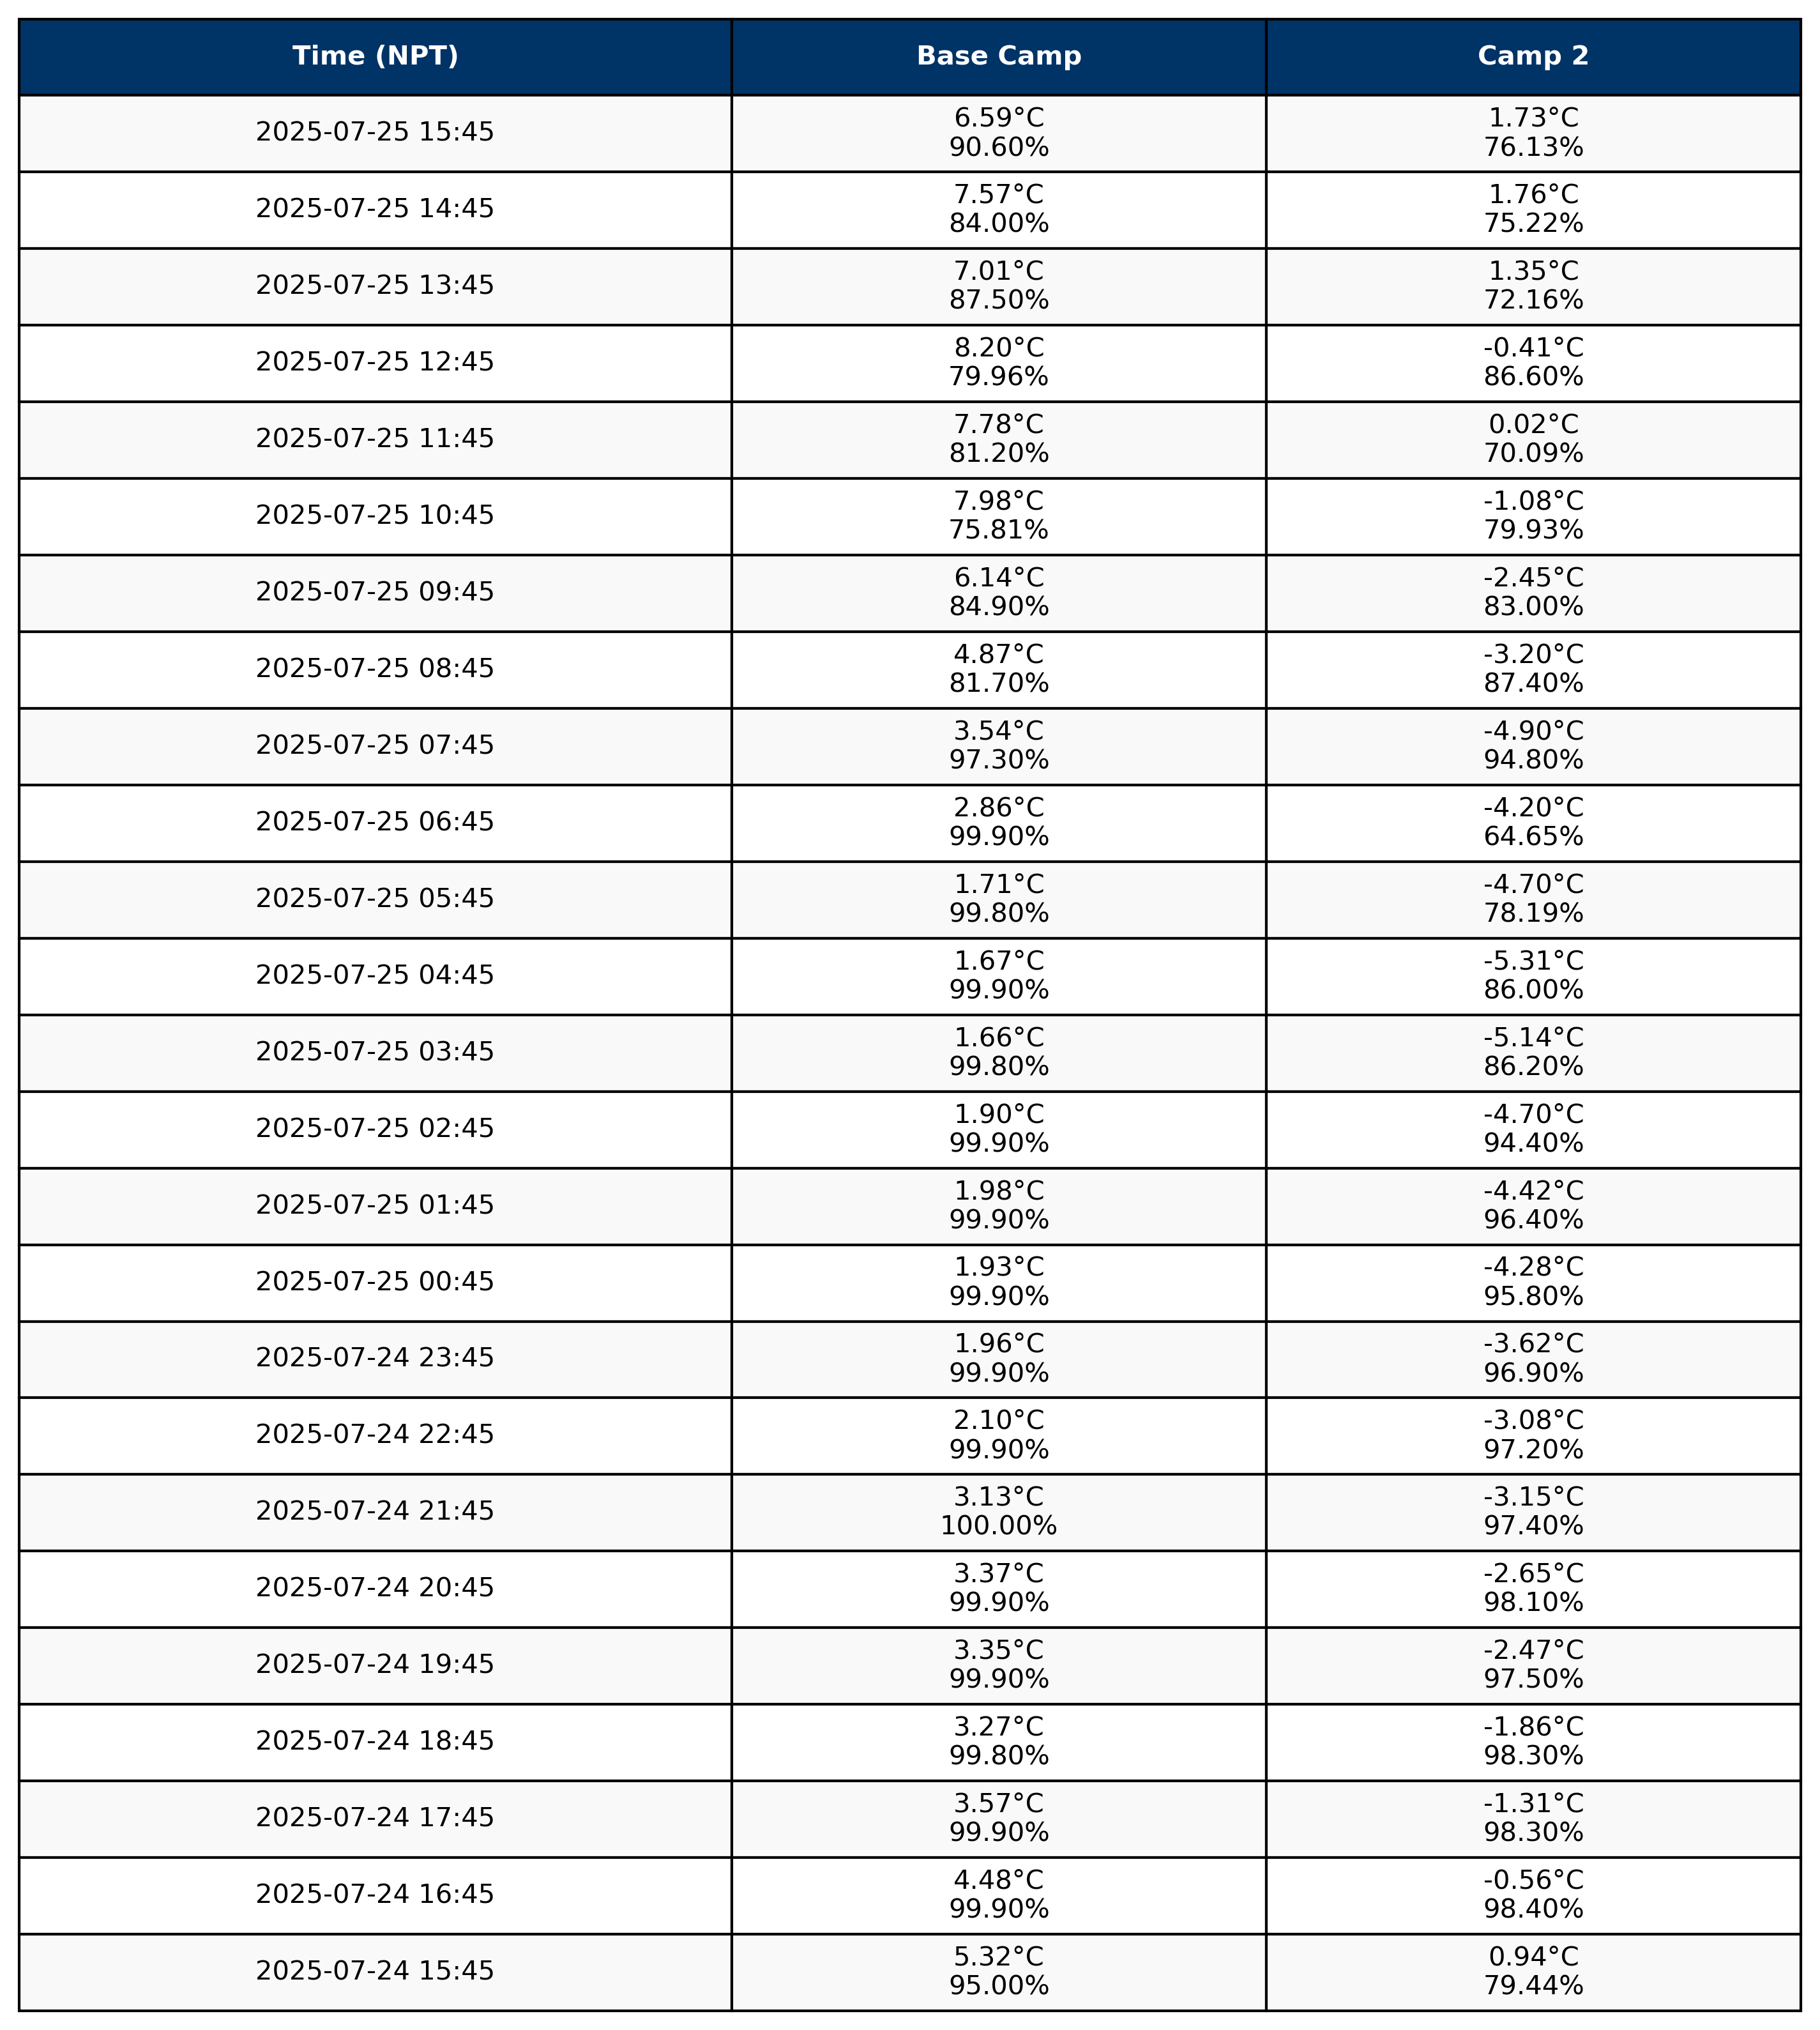 Time (NPT) Base Camp Camp 2
2025-07-25 15:45 6.59°C 1.73°C
90.60% 76.13%
2025-07-25 14:45 7.57°C 1.76°C
84.00% 75.22%
2025-07-25 13:45 7.01°C 1.35°C
87.50% 72.16%
2025-07-25 12:45 8.20°C -0.41°C
79.96% 86.60%
2025-07-25 11:45 7.78°C 0.02°C
81.20% 70.09%
2025-07-25 10:45 7.98°C -1.08°C
75.81% 79.93%
2025-07-25 09:45 6.14°C -2.45°C
84.90% 83.00%
2025-07-25 08:45 4.87°C -3.20°C
81.70% 87.40%
2025-07-25 07:45 3.54°C -4.90°C
97.30% 94.80%
2025-07-25 06:45 2.86°C -4.20°C
99.90% 64.65%
2025-07-25 05:45 1.71°C -4.70°C
99.80% 78.19%
2025-07-25 04:45 1.67°C -5.31°C
99.90% 86.00%
2025-07-25 03:45 1.66°C -5.14°C
99.80% 86.20%
2025-07-25 02:45 1.90°C -4.70°C
99.90% 94.40%
2025-07-25 01:45 1.98°C -4.42°C
99.90% 96.40%
2025-07-25 00:45 1.93°C -4.28°C
99.90% 95.80%
2025-07-24 23:45 1.96°C -3.62°C
99.90% 96.90%
2025-07-24 22:45 2.10°C -3.08°C
99.90% 97.20%
2025-07-24 21:45 3.13°C -3.15°C
100.00% 97.40%
2025-07-24 20:45 3.37°C -2.65°C
99.90% 98.10%
2025-07-24 19:45 3.35°C -2.47°C
99.90% 97.50%
2025-07-24 18:45 3.27°C -1.86°C
99.80% 98.30%
2025-07-24 17:45 3.57°C -1.31°C
99.90% 98.30%
2025-07-24 16:45 4.48°C -0.56°C
99.90% 98.40%
2025-07-24 15:45 5.32°C 0.94°C
95.00% 79.44%